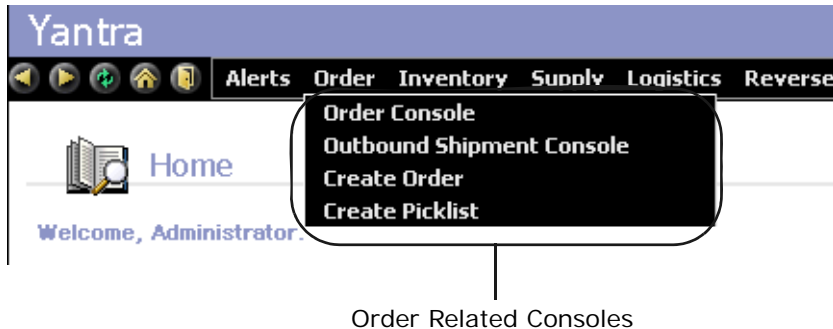 Yantra
Alerts Order Inventory Supply Logistics Reverse
Order Console
Outbound Shipment Console
Create Order
Create Picklist
Home
Welcome, Administrator.
Order Related Consoles